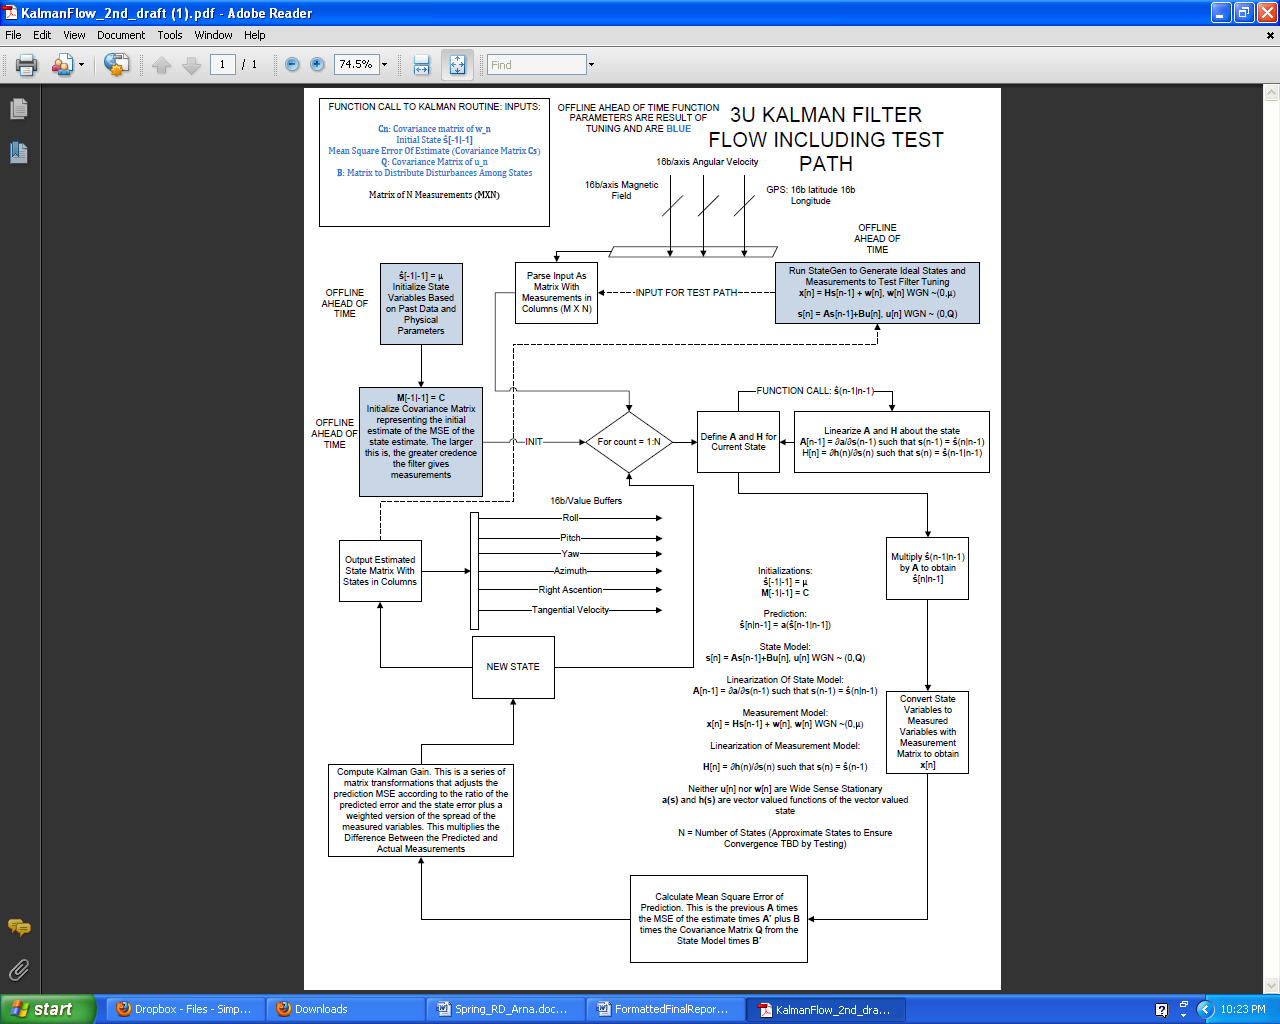 KalmanFlow_2nd_draft (1).pdf - Adobe Reader
File Edit View Document Tools Window Help
1 / 1 74.5% Find
FUNCTION CALL TO KALMAN ROUTINE: INPUTS:
Cn: Covariance matrix of w_n
Initial State ŝ[-1|-1]
Mean Square Error Of Estimate (Covariance Matrix Cs)
Q: Covariance Matrix of u_n
B: Matrix to Distribute Disturbances Among States
Matrix of N Measurements (MXN)
OFFLINE AHEAD OF TIME FUNCTION
PARAMETERS ARE RESULT OF
TUNING AND ARE BLUE
3U KALMAN FILTER
FLOW INCLUDING TEST
PATH
16b/axis Angular Velocity
16b/axis Magnetic
Field
GPS: 16b latitude 16b
Longitude
OFFLINE
AHEAD OF
TIME
OFFLINE
AHEAD OF
TIME
ŝ[-1|-1] = μ
Initialize State
Variables Based
on Past Data and
Physical
Parameters
Parse Input As
Matrix With
Measurements in
Columns (M X N)
INPUT FOR TEST PATH
Run StateGen to Generate Ideal States and
Measurements to Test Filter Tuning
x[n] = Hs[n-1] + w[n], w[n] WGN ~(0,μ)
s[n] = As[n-1]+Bu[n], u[n] WGN ~ (0,Q)
OFFLINE
AHEAD OF
TIME
M[-1|-1] = C
Initialize Covariance Matrix
representing the initial
estimate of the MSE of the
state estimate. The larger
this is, the greater credence
the filter gives
measurements
INIT
For count = 1:N
Define A and H for
Current State
FUNCTION CALL: ŝ(n-1|n-1)
Linearize A and H about the state
A[n-1] = ∂a/∂s(n-1) such that s(n-1) = ŝ(n|n-1)
H[n] = ∂h(n)/∂s(n) such that s(n) = ŝ(n-1|n-1)
16b/Value Buffers
Roll
Pitch
Yaw
Azimuth
Right Ascention
Tangential Velocity
Output Estimated
State Matrix With
States in Columns
Multiply ŝ(n-1|n-1)
by A to obtain
ŝ[n|n-1]
Initializations:
ŝ[-1|-1] = μ
M[-1|-1] = C
Prediction:
ŝ[n|n-1] = a(ŝ[n-1|n-1])
State Model:
s[n] = As[n-1]+Bu[n], u[n] WGN ~ (0,Q)
Linearization Of State Model:
A[n-1] = ∂a/∂s(n-1) such that s(n-1) = ŝ(n|n-1)
Measurement Model:
x[n] = Hs[n-1] + w[n], w[n] WGN ~(0,μ)
Linearization of Measurement Model:
H[n] = ∂h(n)/∂s(n) such that s(n) = ŝ(n-1)
Neither u[n] nor w[n] are Wide Sense Stationary
a(s) and h(s) are vector valued functions of the vector valued
state
N = Number of States (Approximate States to Ensure
Convergence TBD by Testing)
NEW STATE
Convert State
Variables to
Measured
Variables with
Measurement
Matrix to obtain
x[n]
Compute Kalman Gain. This is a series of
matrix transformations that adjusts the
prediction MSE according to the ratio of the
predicted error and the state error plus a
weighted version of the spread of the
measured variables. This multiplies the
Difference Between the Predicted and
Actual Measurements
Calculate Mean Square Error of
Prediction. This is the previous A times
the MSE of the estimate times A' plus B
times the Covariance Matrix Q from the
State Model times B'
start Dropbox - Files - Simp... Downloads Spring_RD_Arna.doc... FormattedFinalRepor... KalmanFlow_2nd_dra... 10:23 PM